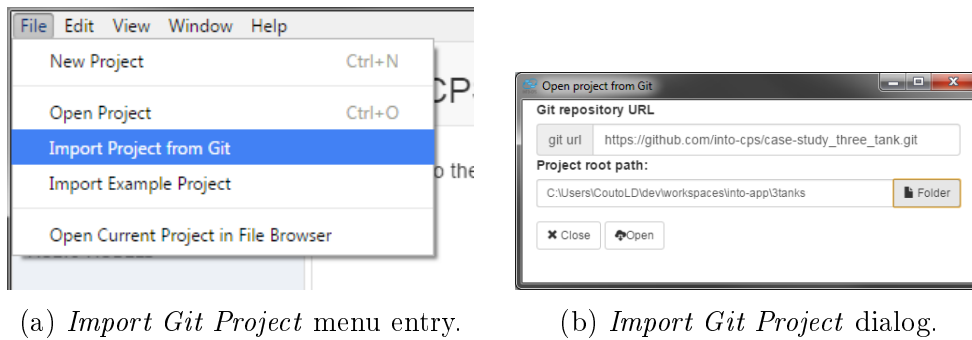 File Edit View Window Help
New Project Ctrl+N
Open Project Ctrl+O
Import Project from Git
Import Example Project
Open Current Project in File Browser
CPS
o the
Open project from Git
Git repository URL
git url https://github.com/into-cps/case-study_three_tank.git
Project root path:
C:\Users\CoutoLD\dev\workspaces\into-app\3tanks Folder
Close Open
(a) Import Git Project menu entry.
(b) Import Git Project dialog.